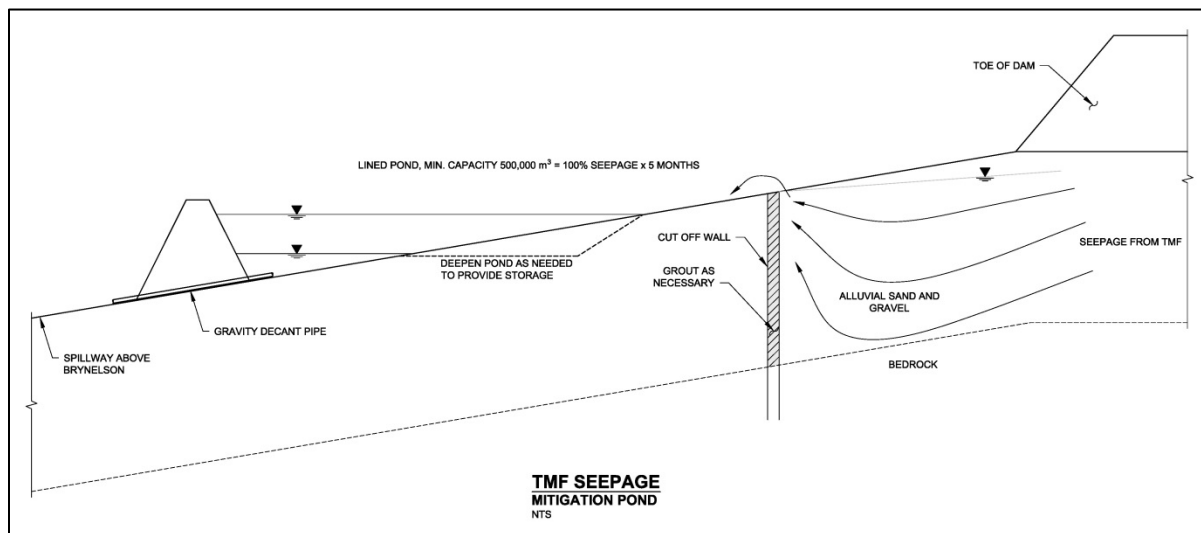 TOE OF DAM
LINED POND, MIN. CAPACITY 500,000 m³ = 100% SEEPAGE x 5 MONTHS
CUT OFF WALL
SEEPAGE FROM TMF
DEEPEN POND AS NEEDED
TO PROVIDE STORAGE
GROUT AS
NECESSARY
ALLUVIAL SAND AND
GRAVEL
GRAVITY DECANT PIPE
SPILLWAY ABOVE
BRYNELSON
BEDROCK
TMF SEEPAGE
MITIGATION POND
NTS